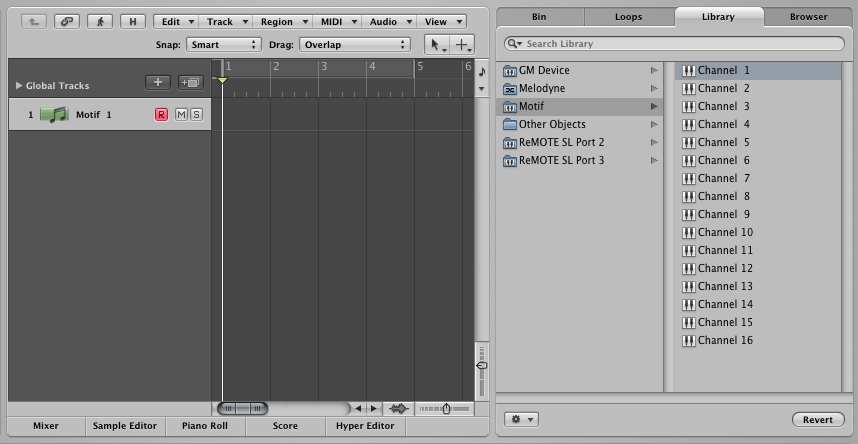 Edit Track Region MIDI Audio View
H
Snap: Smart Drag: Overlap
1 2 3 4 5 6
Global Tracks
1 Motif 1 R M S
Mixer Sample Editor Piano Roll Score Hyper Editor
Bin Loops Library Browser
Search Library
GM Device
Melodyne
Motif
Other Objects
ReMOTE SL Port 2
ReMOTE SL Port 3
Channel 1
Channel 2
Channel 3
Channel 4
Channel 5
Channel 6
Channel 7
Channel 8
Channel 9
Channel 10
Channel 11
Channel 12
Channel 13
Channel 14
Channel 15
Channel 16
Revert